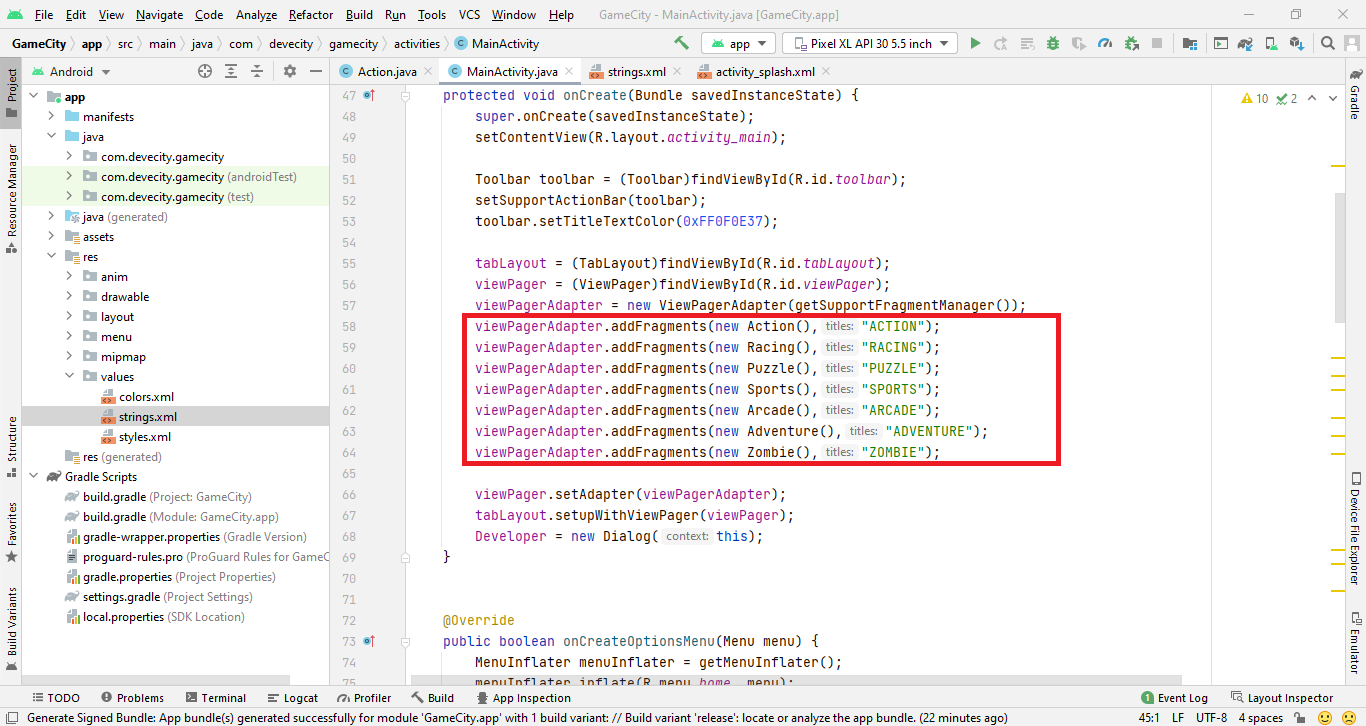 File Edit View Navigate Code Analyze Refactor Build Run Tools VCS Window Help GameCity - MainActivity.java [GameCity.app]
GameCity app src main java com devecity gamecity activities MainActivity app Pixel XL API 30 5.5 inch
Project
Resource Manager
Structure
Favorites
Build Variants
Android
app
manifests
java
com.devecity.gamecity
com.devecity.gamecity (androidTest)
com.devecity.gamecity (test)
java (generated)
assets
res
anim
drawable
layout
menu
mipmap
values
colors.xml
strings.xml
styles.xml
res (generated)
Gradle Scripts
build.gradle (Project: GameCity)
build.gradle (Module: GameCity.app)
gradle-wrapper.properties (Gradle Version)
proguard-rules.pro (ProGuard Rules for GameC
gradle.properties (Project Properties)
settings.gradle (Project Settings)
local.properties (SDK Location)
Action.java MainActivity.java strings.xml activity_splash.xml
10 2
47 protected void onCreate(Bundle savedInstanceState) {
48 super.onCreate(savedInstanceState);
49 setContentView(R.layout.activity_main);
50
51 Toolbar toolbar = (Toolbar)findViewById(R.id.toolbar);
52 setSupportActionBar(toolbar);
53 toolbar.setTitleTextColor(0xFF0F0E37);
54
55 tabLayout = (TabLayout)findViewById(R.id.tabLayout);
56 viewPager = (ViewPager)findViewById(R.id.viewPager);
57 viewPagerAdapter = new ViewPagerAdapter(getSupportFragmentManager());
58 viewPagerAdapter.addFragments(new Action(), titles: "ACTION");
59 viewPagerAdapter.addFragments(new Racing(), titles: "RACING");
60 viewPagerAdapter.addFragments(new Puzzle(), titles: "PUZZLE");
61 viewPagerAdapter.addFragments(new Sports(), titles: "SPORTS");
62 viewPagerAdapter.addFragments(new Arcade(), titles: "ARCADE");
63 viewPagerAdapter.addFragments(new Adventure(), titles: "ADVENTURE");
64 viewPagerAdapter.addFragments(new Zombie(), titles: "ZOMBIE");
65
66 viewPager.setAdapter(viewPagerAdapter);
67 tabLayout.setupWithViewPager(viewPager);
68 Developer = new Dialog( context: this);
69 }
70
71
72 @Override
73 public boolean onCreateOptionsMenu(Menu menu) {
74 MenuInflater menuInflater = getMenuInflater();
75 menuInflater.inflate(R.menu.home, menu);
Gradle
Device File Explorer
Emulator
TODO Problems Terminal Logcat Profiler Build App Inspection 1 Event Log Layout Inspector
Generate Signed Bundle: App bundle(s) generated successfully for module 'GameCity.app' with 1 build variant: // Build variant 'release': locate or analyze the app bundle. (22 minutes ago) 45:1 LF UTF-8 4 spaces